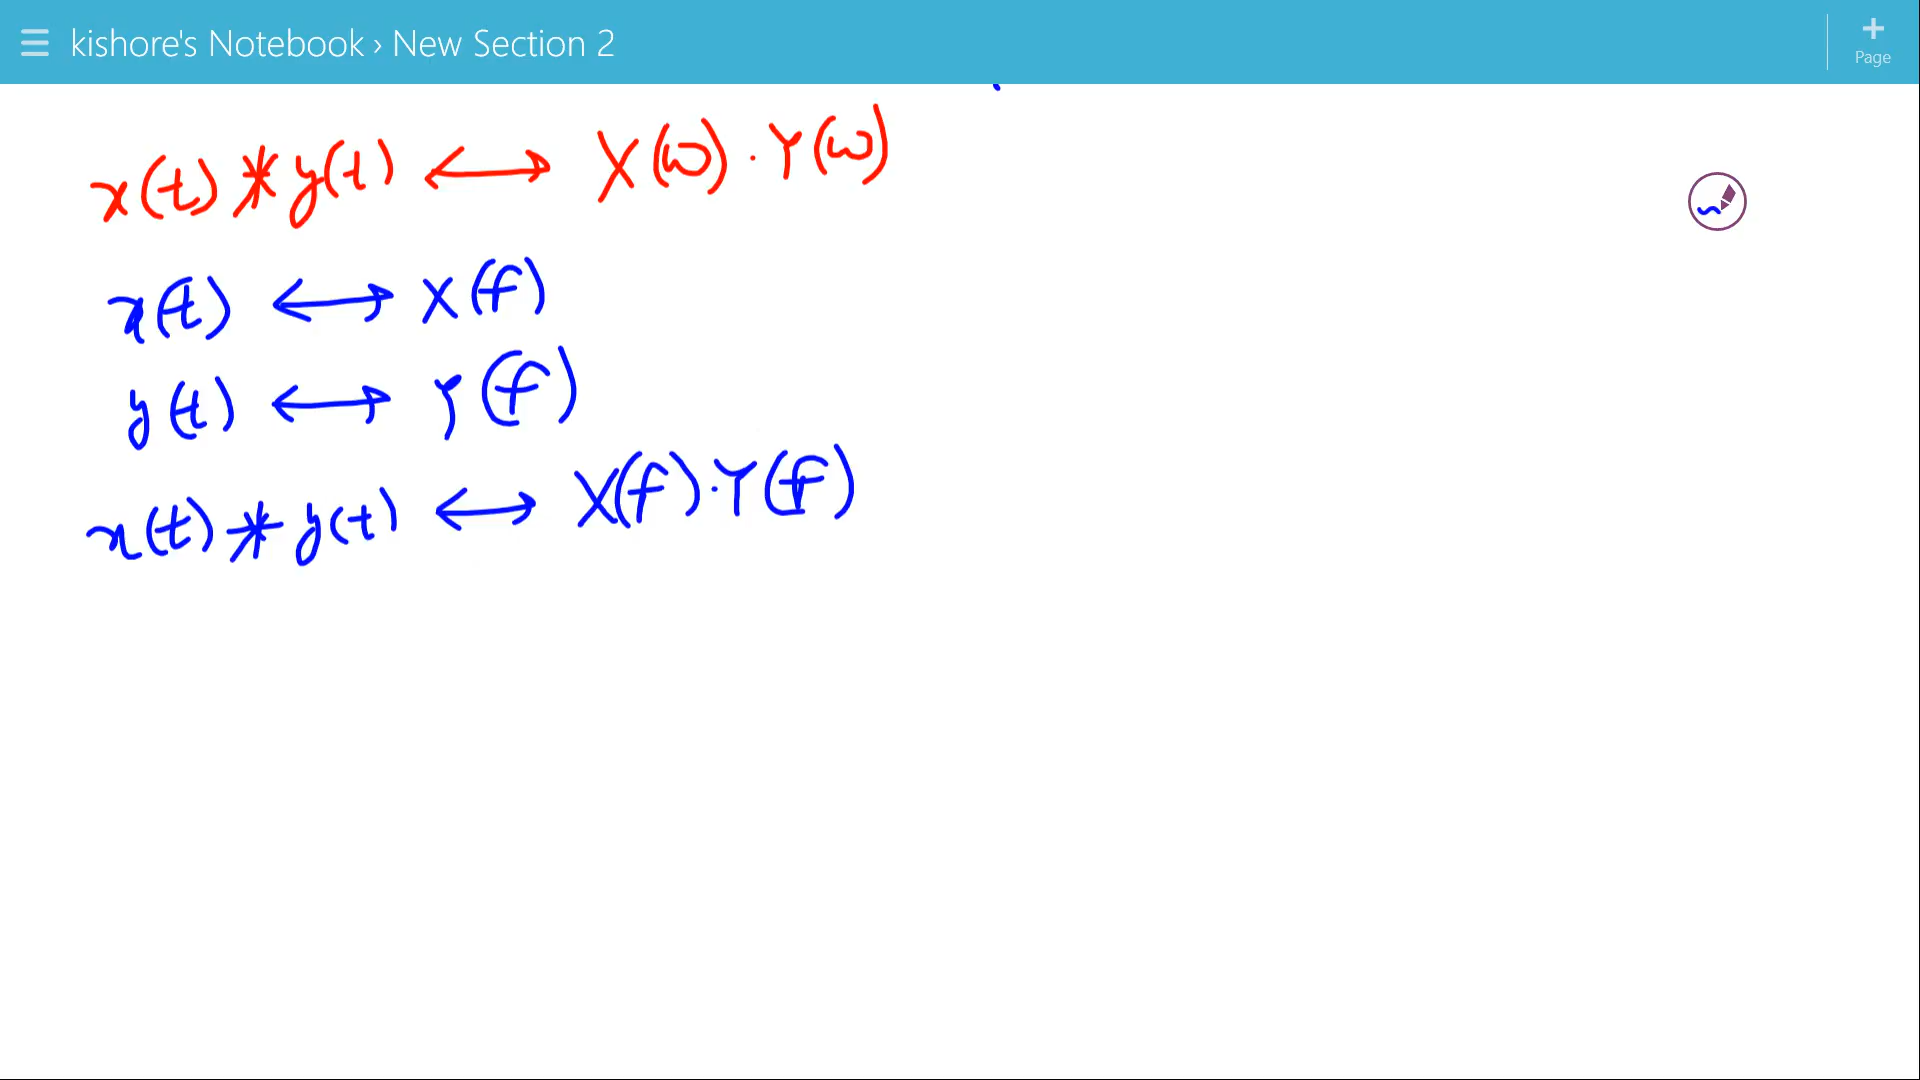 kishore's Notebook › New Section 2
Page
x(t) * y(t) ⟷ X(ω) · Y(ω)
x(t) ⟷ X(f)
y(t) ⟷ Y(f)
x(t) * y(t) ⟷ X(f) · Y(f)